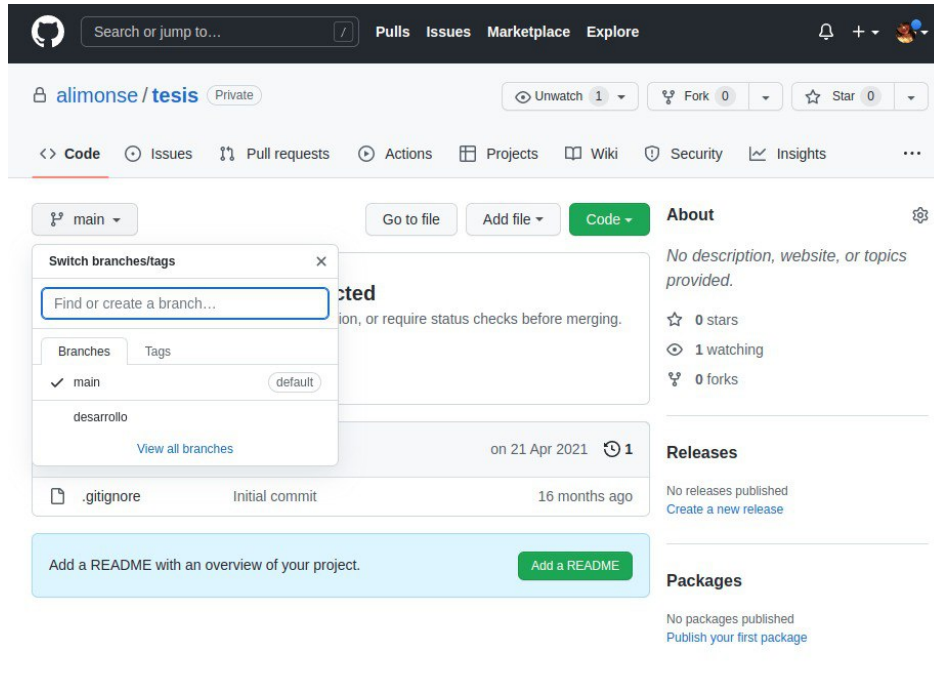 Search or jump to... /
Pulls Issues Marketplace Explore
alimonse / tesis Private
Unwatch 1 Fork 0 Star 0
Code Issues Pull requests Actions Projects Wiki Security Insights
main Go to file Add file Code
Switch branches/tags
Find or create a branch...
Branches Tags
main default
desarrollo
View all branches
cted
ion, or require status checks before merging.
on 21 Apr 2021 1
.gitignore Initial commit 16 months ago
Add a README with an overview of your project. Add a README
About
No description, website, or topics
provided.
0 stars
1 watching
0 forks
Releases
No releases published
Create a new release
Packages
No packages published
Publish your first package